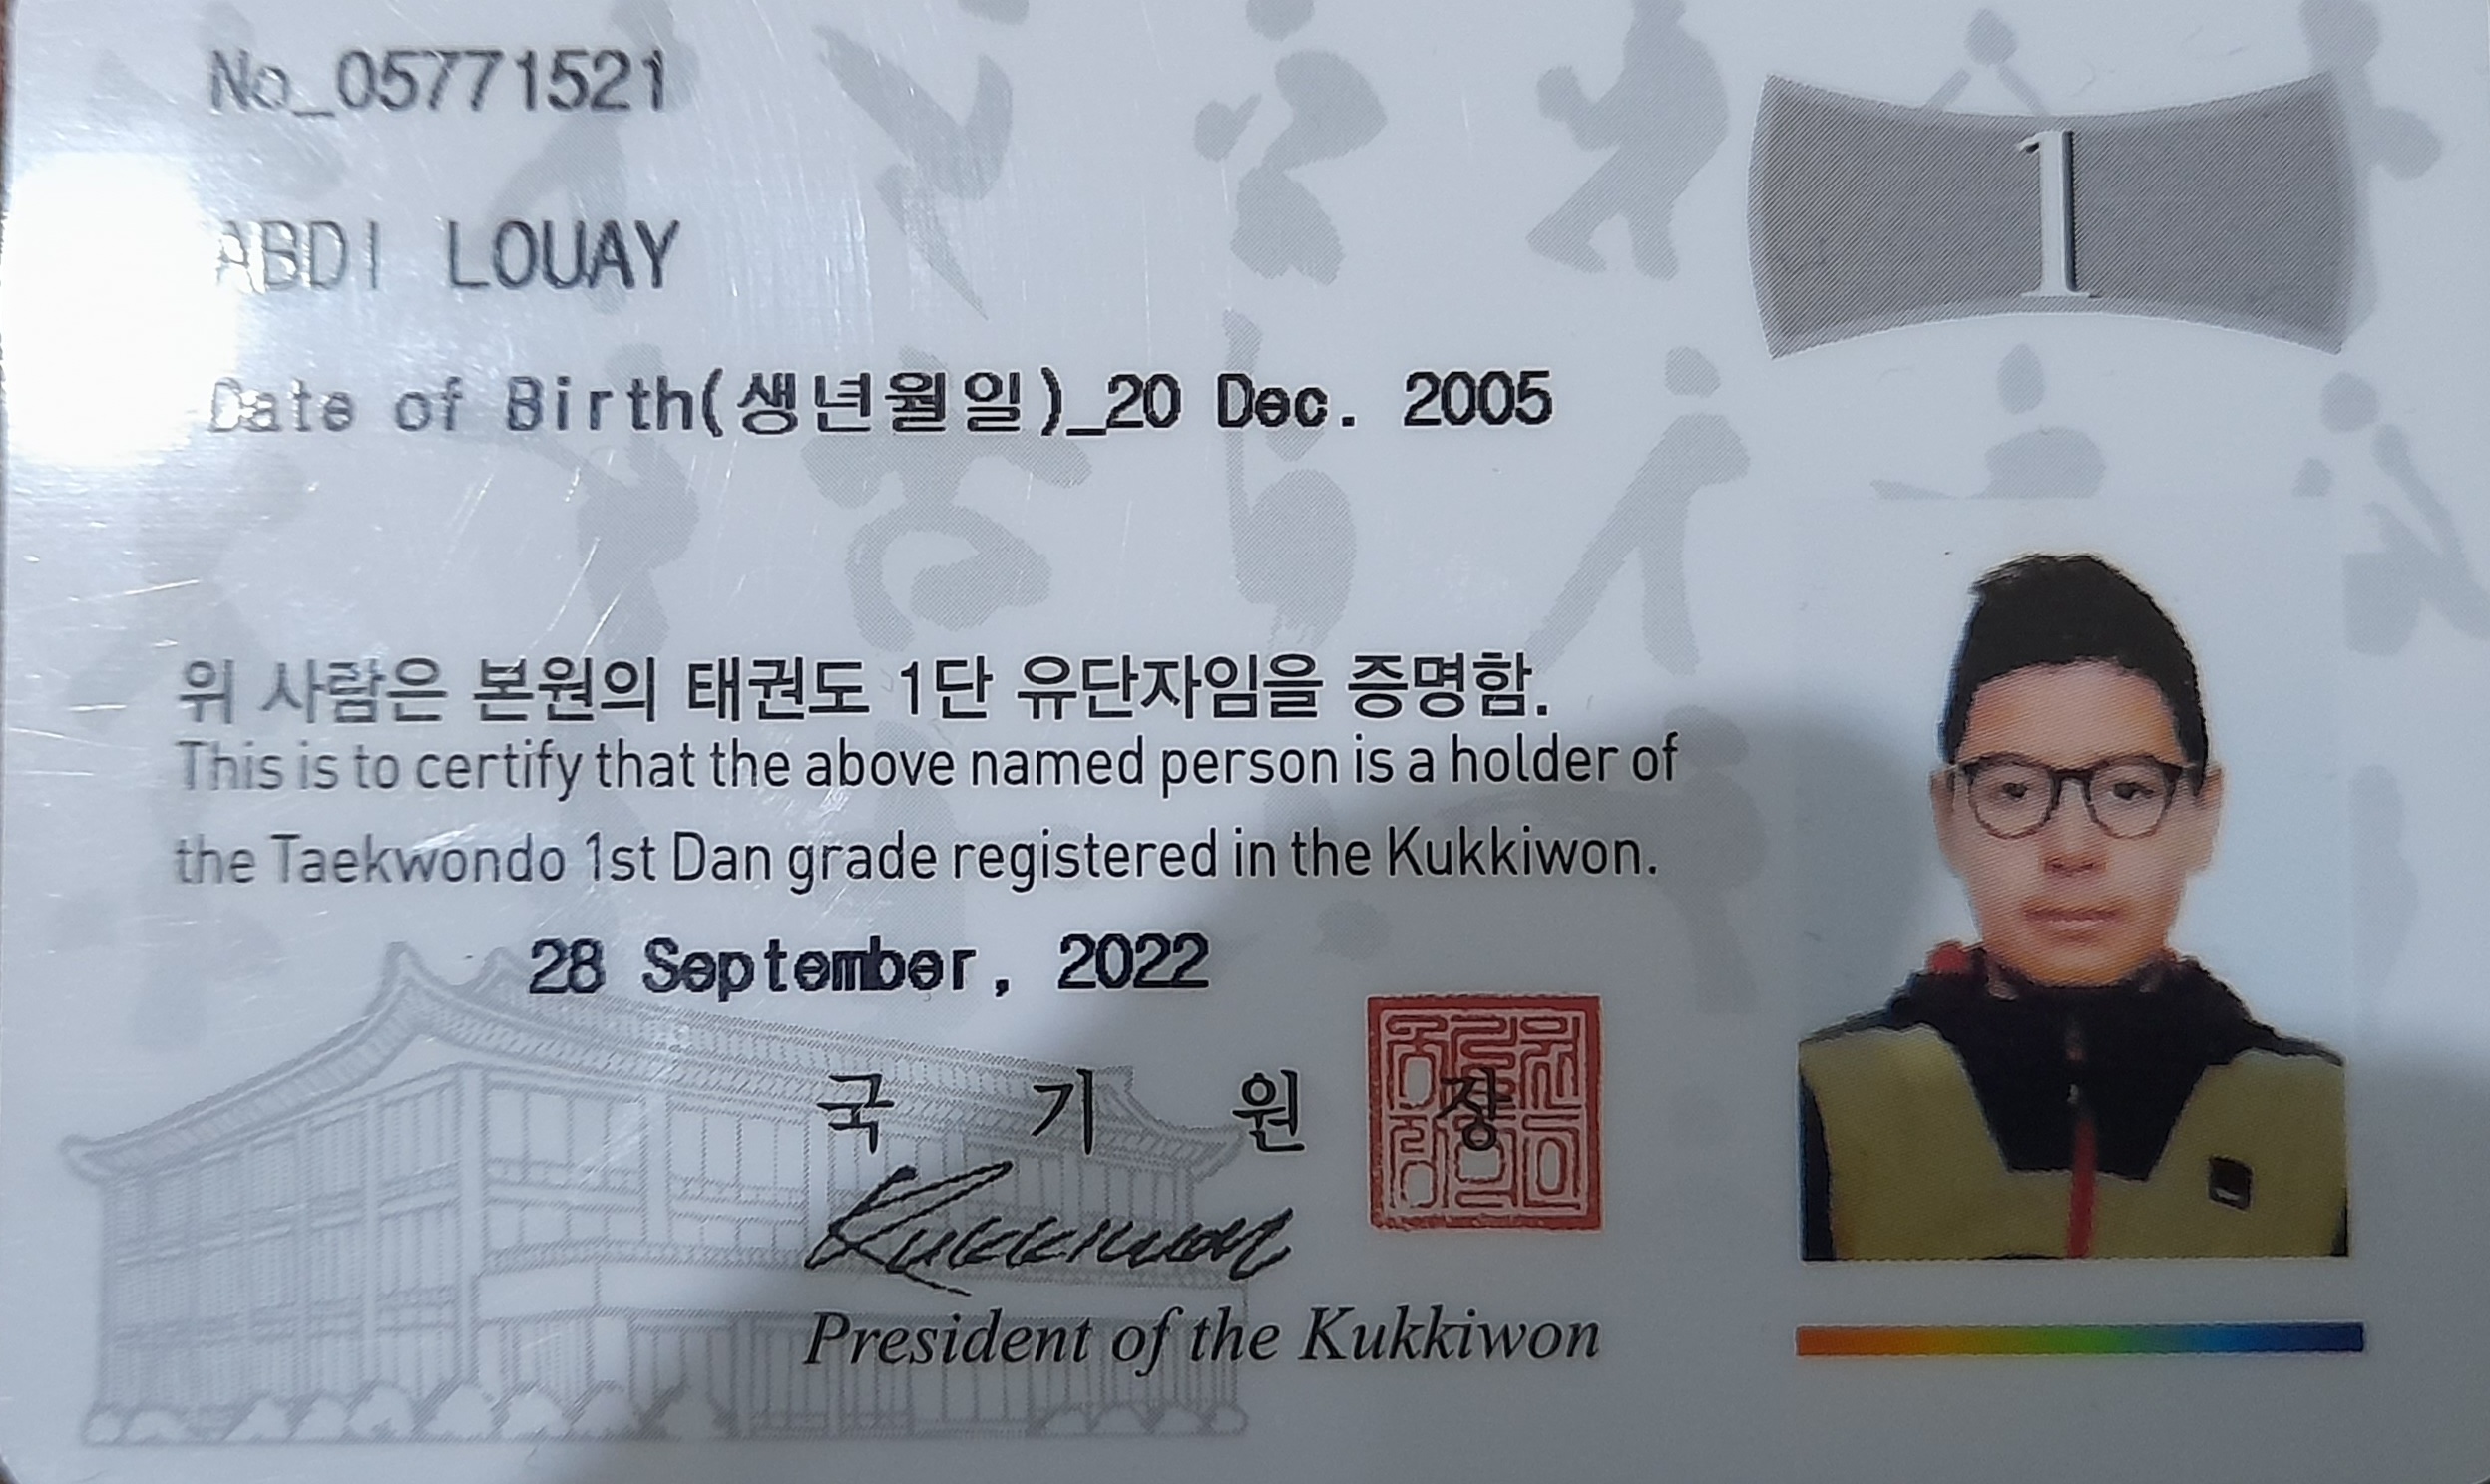 No_05771521
1
ABDI LOUAY
Date of Birth(생년월일)_20 Dec. 2005
위 사람은 본원의 태권도 1단 유단자임을 증명함.
This is to certify that the above named person is a holder of
the Taekwondo 1st Dan grade registered in the Kukkiwon.
28 September, 2022
국 기 원 장
Kukkiwon
President of the Kukkiwon